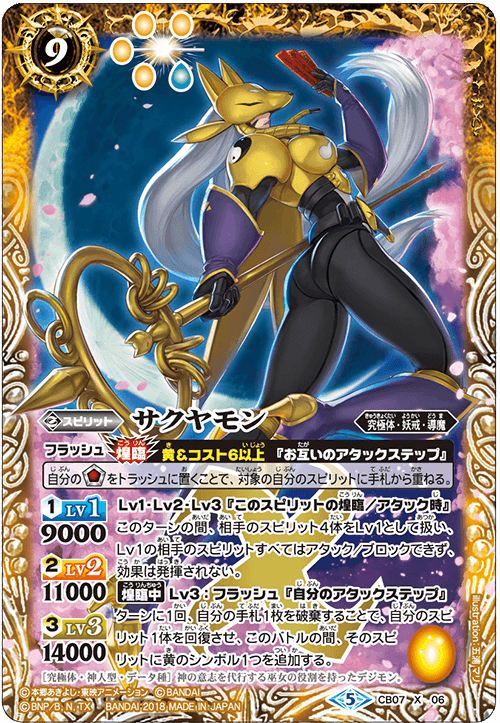 9
スピリット サクヤモン 究極体・妖戒・導魔
フラッシュ 煌臨 黄&コスト6以上 『お互いのアタックステップ』
自分の をトラッシュに置くことで、対象の自分のスピリットに手札から重ねる。
1 LV1 9000
Lv1・Lv2・Lv3『このスピリットの煌臨/アタック時』
このターンの間、相手のスピリット4体をLv1として扱い、
Lv1の相手のスピリットすべてはアタック/ブロックできず、
効果は発揮されない。
2 LV2 11000
煌臨中 Lv3:フラッシュ『自分のアタックステップ』
ターンに1回、自分の手札1枚を破棄することで、自分のスピ
リット1体を回復させ、このバトルの間、そのスピ
リットに黄のシンボル1つを追加する。
3 LV3 14000
[究極体・神人型・データ種] 神の意志を代行する巫女の役割を持ったデジモン。
©本郷あきよし・東映アニメーション ©BANDAI
©BNP/B, N, TX BANDAI 2018 MADE IN JAPAN
5 CB07 X 06